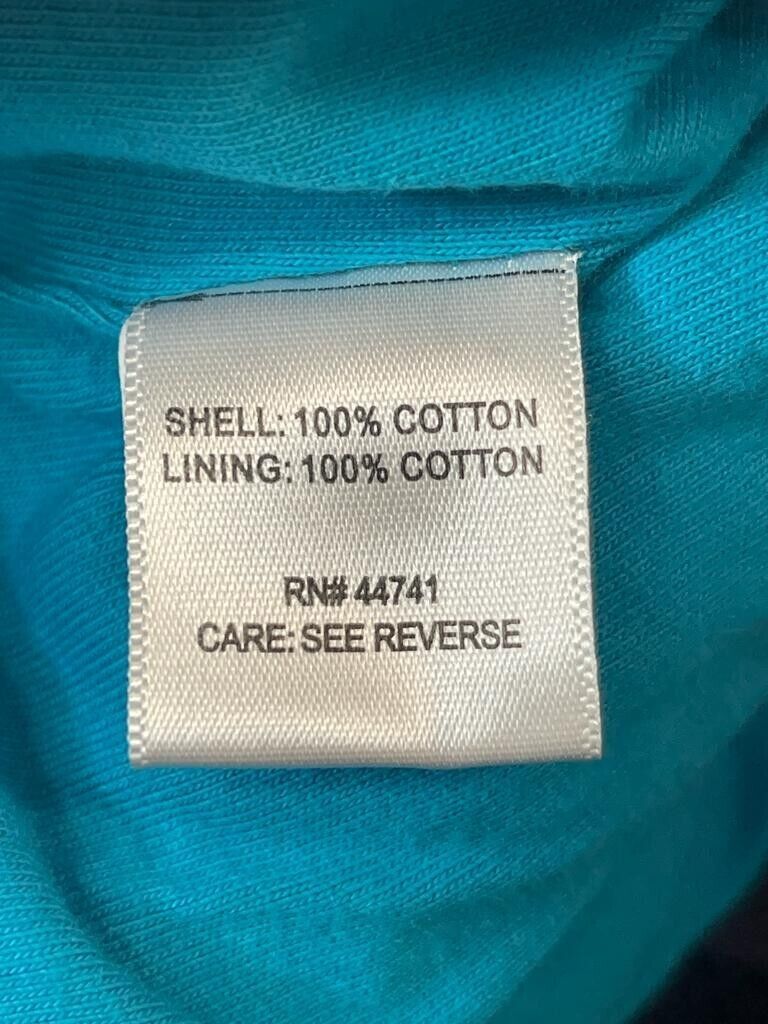 SHELL: 100% COTTON
LINING: 100% COTTON
RN# 44741
CARE: SEE REVERSE